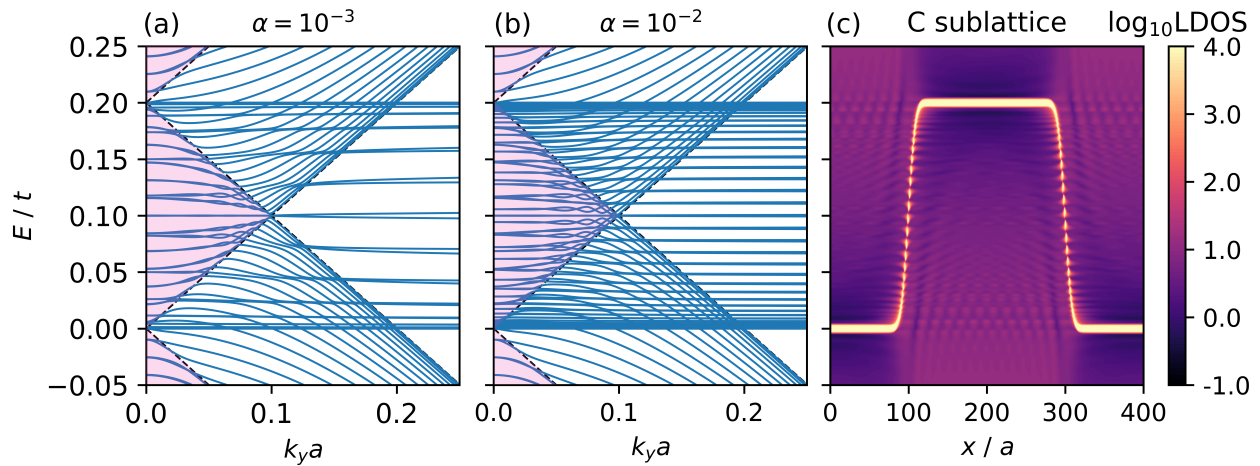 (a) α = 10⁻³
(b) α = 10⁻²
(c) C sublattice log₁₀LDOS
E / t
0.25
0.20
0.15
0.10
0.05
0.00
−0.05
0.0 0.1 0.2
k_y a
0.0 0.1 0.2
k_y a
0 100 200 300 400
x / a
4.0
3.0
2.0
1.0
0.0
-1.0